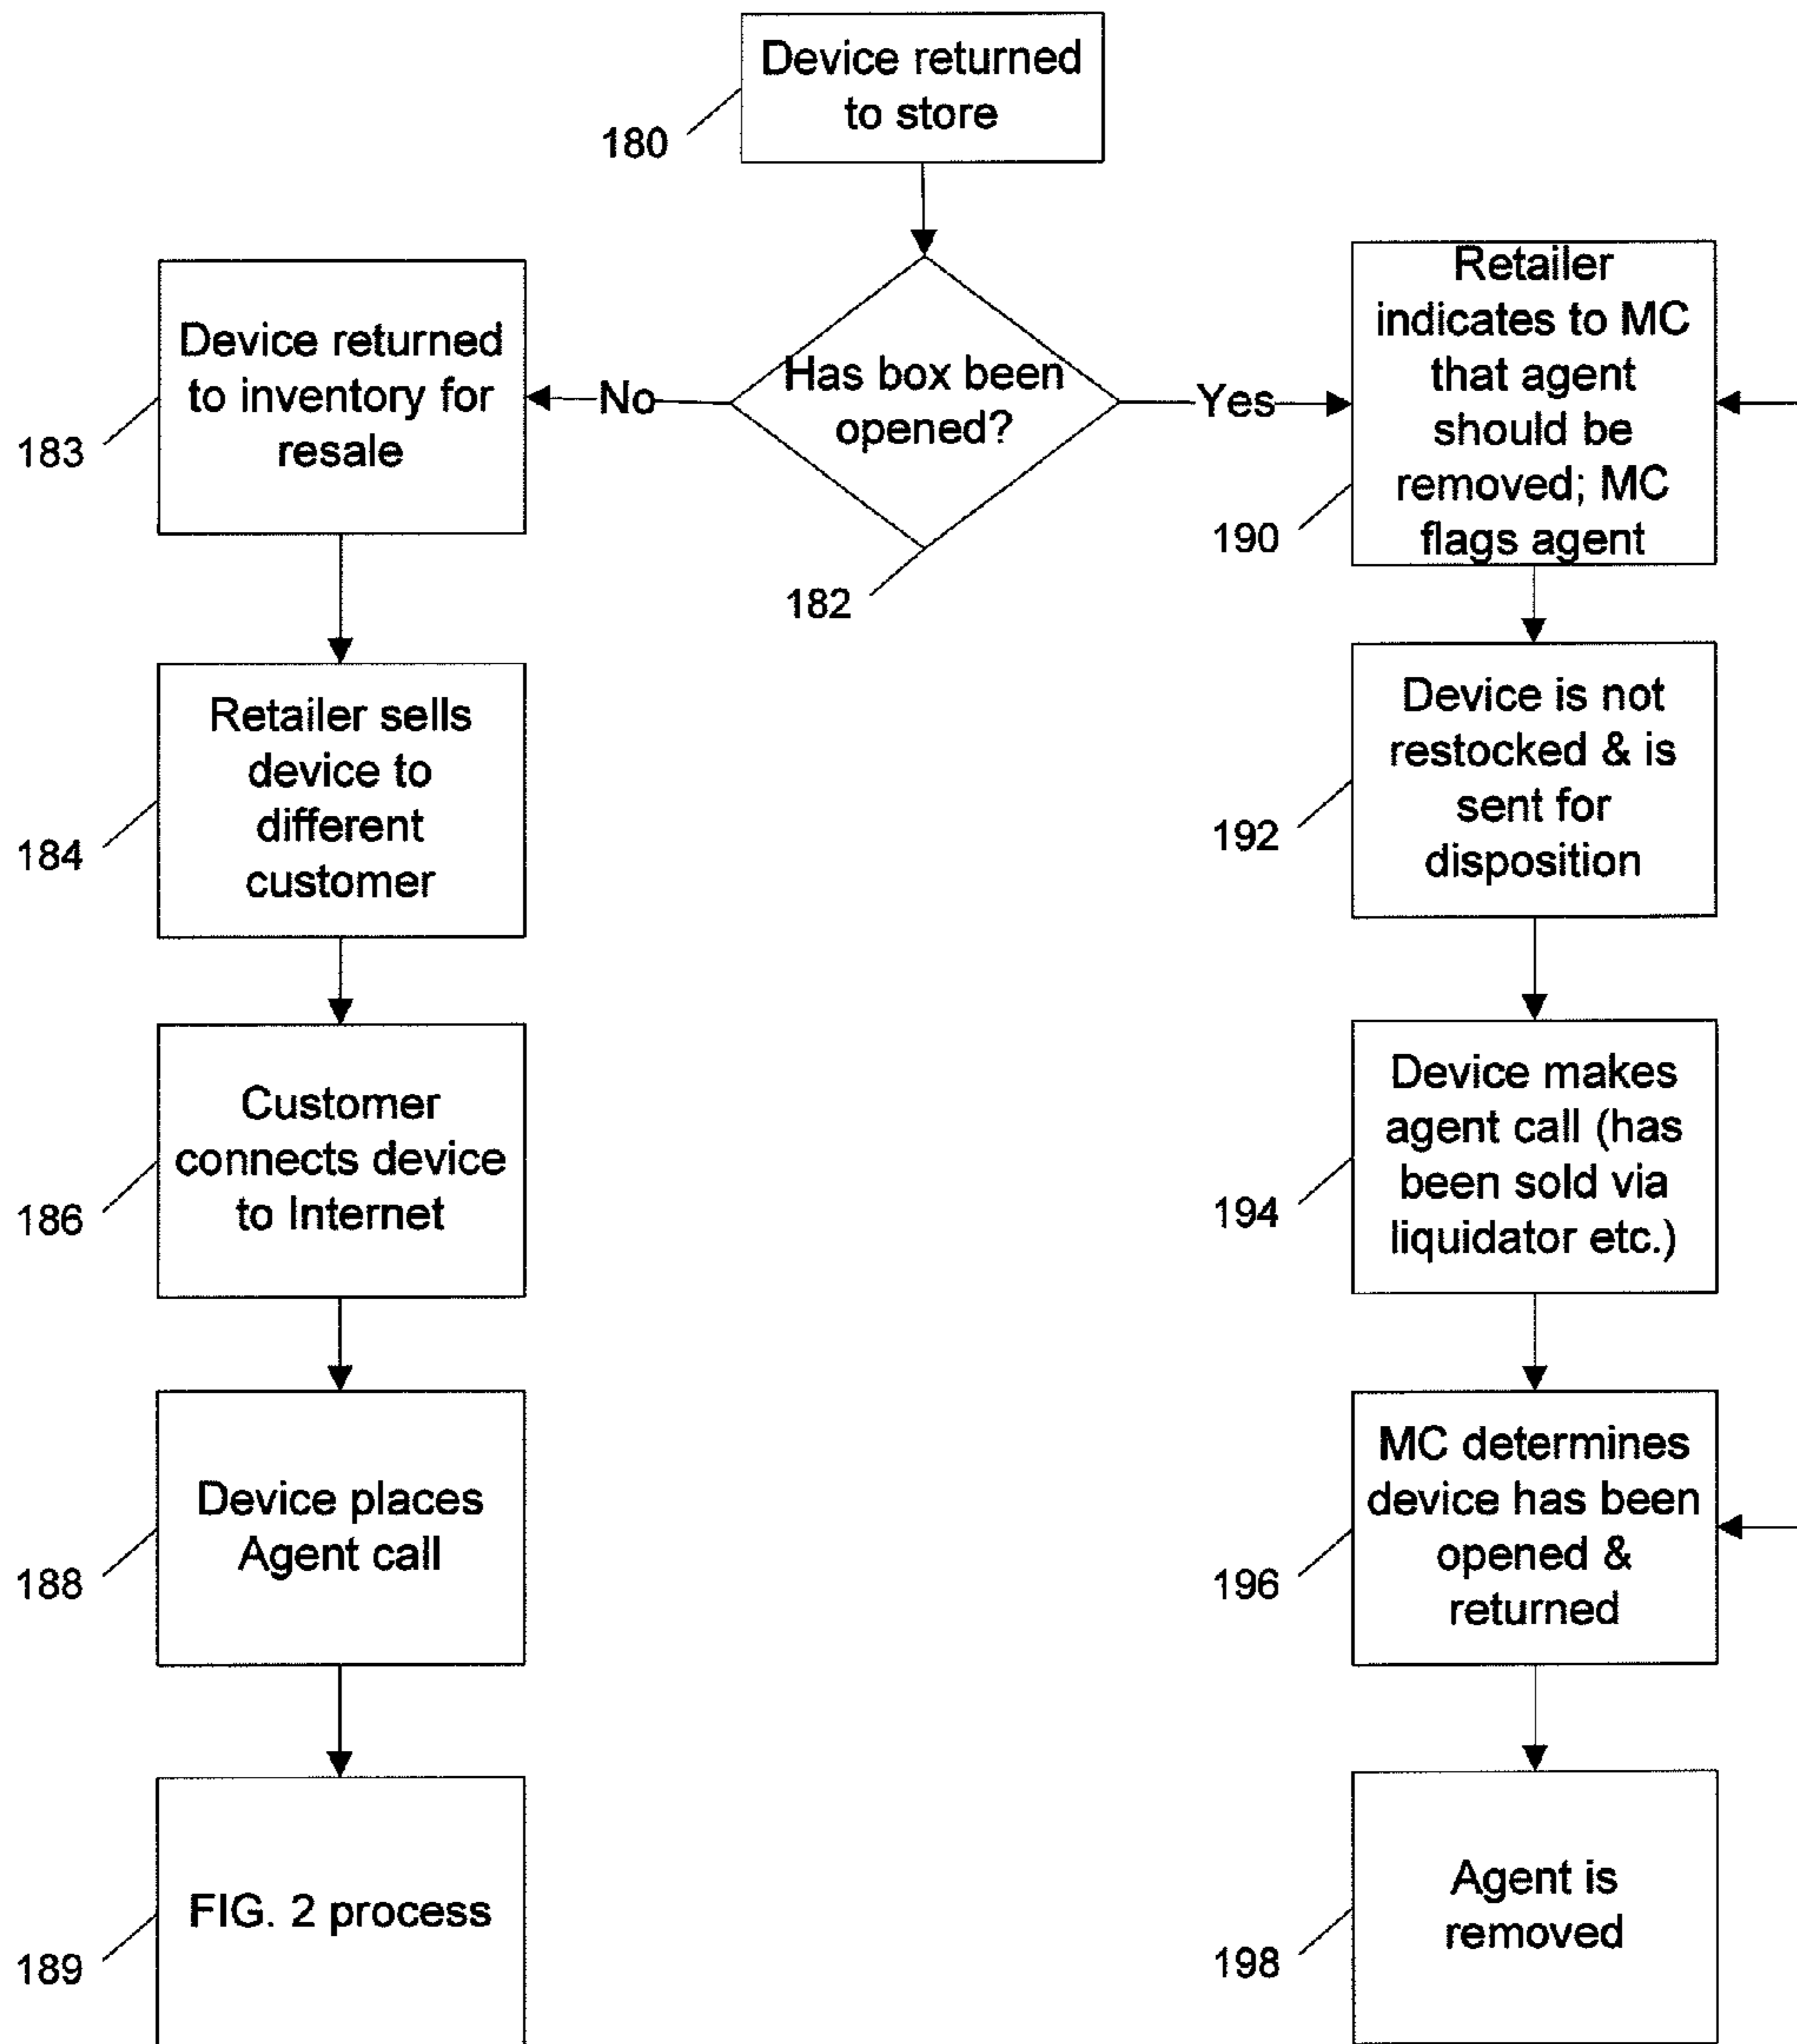 Device returned
to store
180
Has box been
opened?
182
No
Yes
Device returned
to inventory for
resale
183
Retailer sells
device to
different
customer
184
Customer
connects device
to Internet
186
Device places
Agent call
188
FIG. 2 process
189
Retailer
indicates to MC
that agent
should be
removed; MC
flags agent
190
Device is not
restocked & is
sent for
disposition
192
Device makes
agent call (has
been sold via
liquidator etc.)
194
MC determines
device has been
opened &
returned
196
Agent is
removed
198